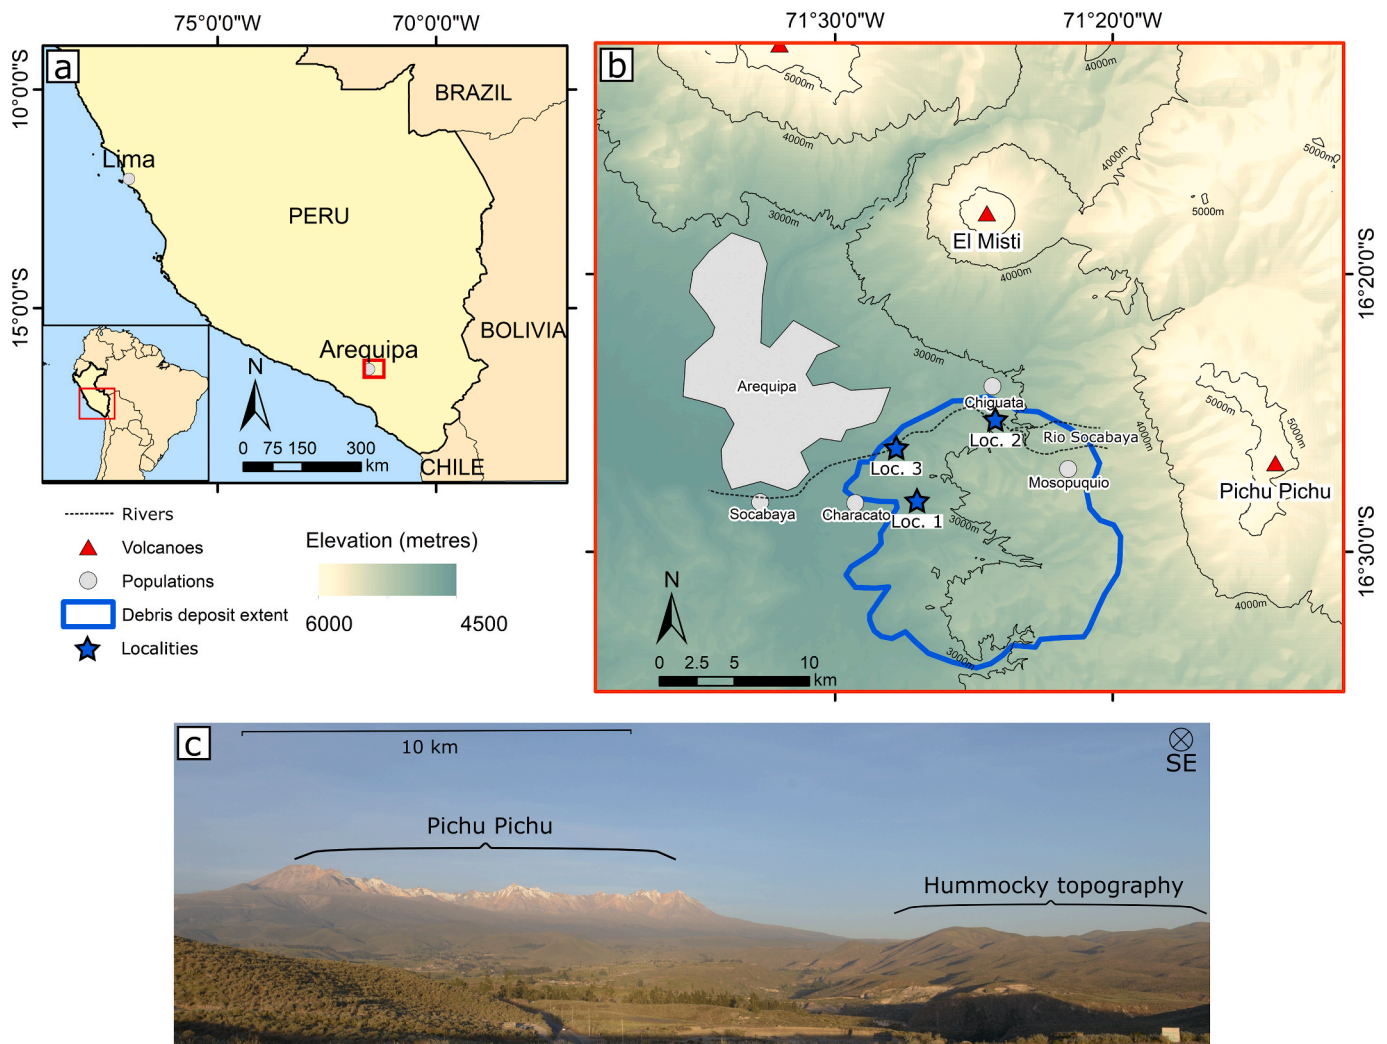 75°0'0"W
70°0'0"W
71°30'0"W
71°20'0"W
a
b
10°0'0"S
15°0'0"S
BRAZIL
Lima
PERU
BOLIVIA
Arequipa
CHILE
N
0 75 150 300
km
5000m
4000m
4000m
4000m
5000m
5000m
3000m
El Misti
4000m
16°20'0"S
3000m
Arequipa
Chiguata
Loc. 2
Rio Socabaya
4000m
5000m
5000m
Loc. 3
Mosopuquio
Pichu Pichu
Socabaya
Characato
Loc. 1
3000m
16°30'0"S
4000m
3000m
N
0 2.5 5 10
km
Rivers
Volcanoes
Populations
Debris deposit extent
Localities
Elevation (metres)
6000
4500
c
10 km
SE
Pichu Pichu
Hummocky topography